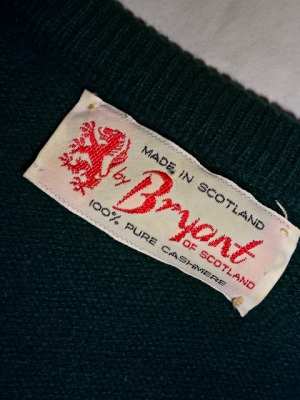 MADE IN SCOTLAND
by Bryant
OF SCOTLAND
100% PURE CASHMERE